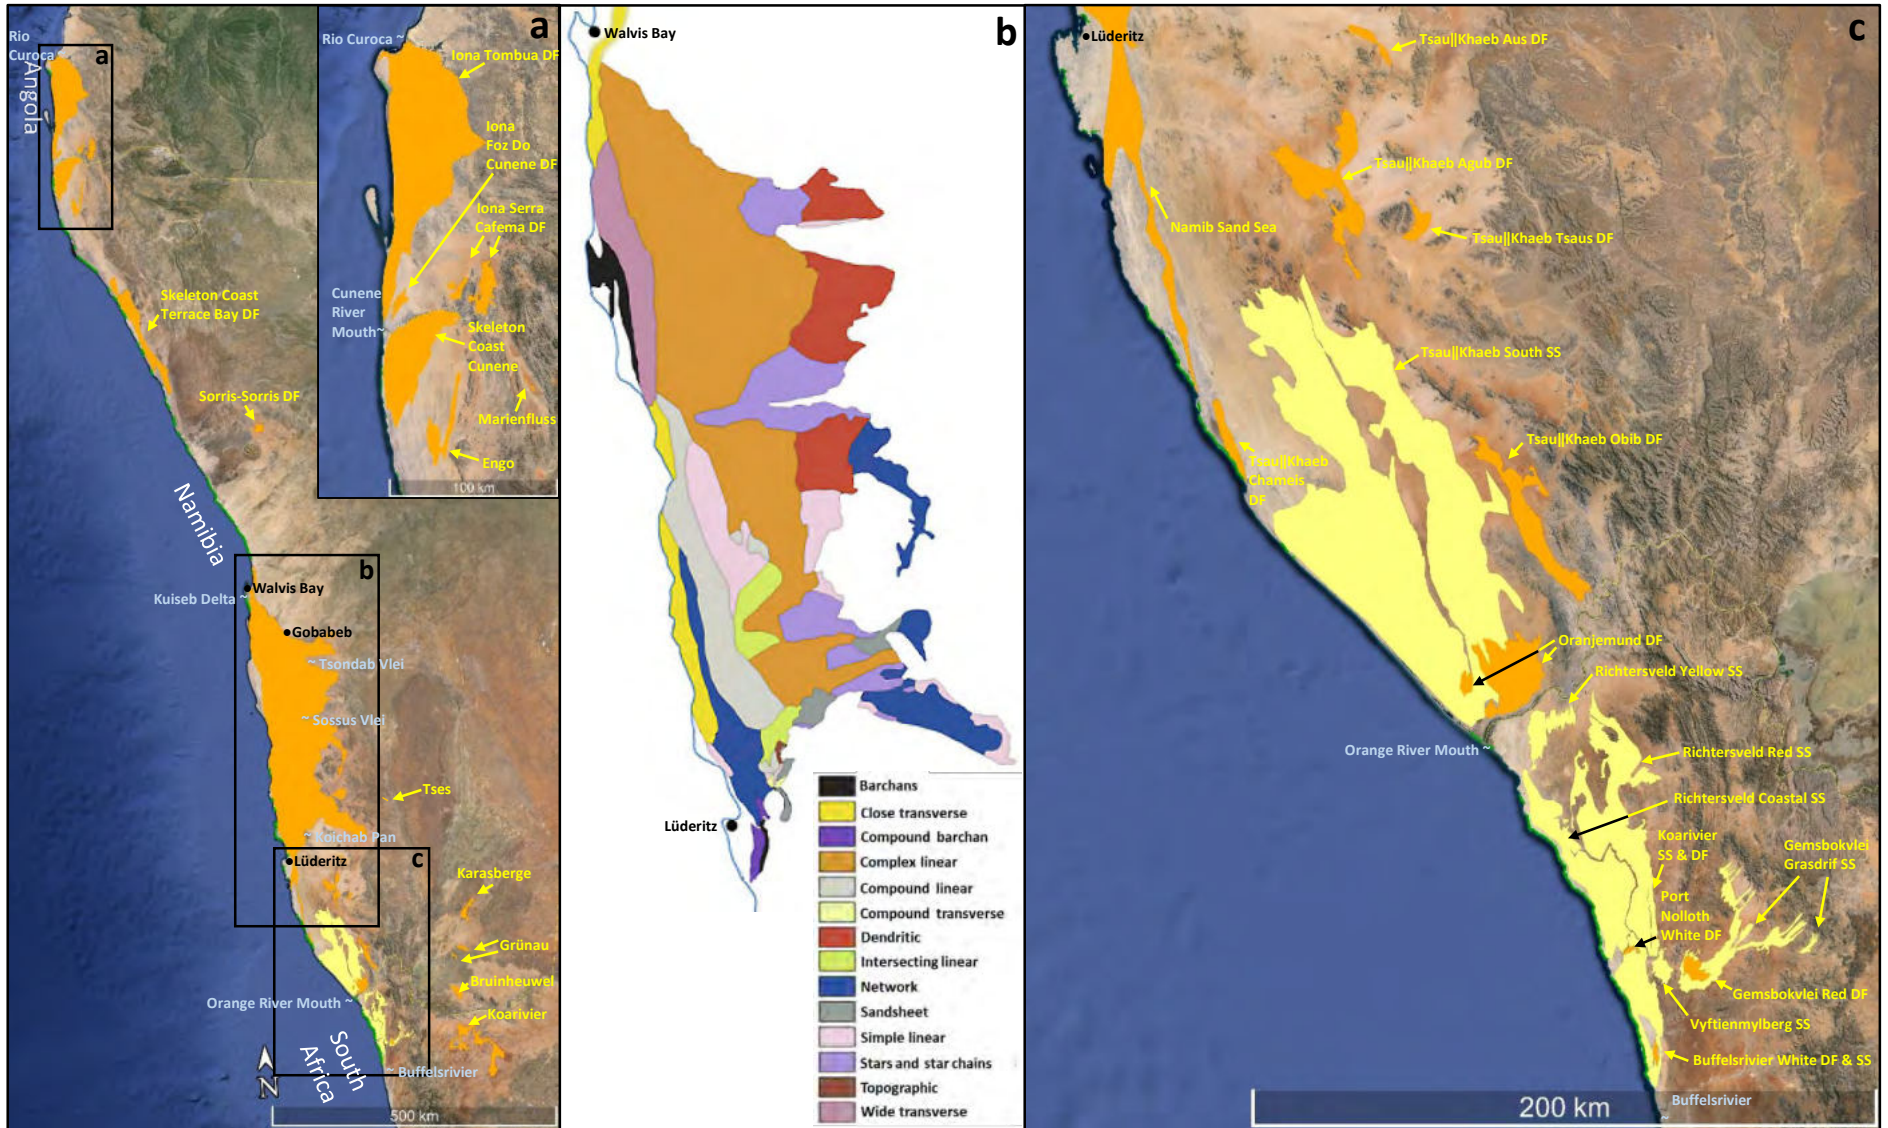 Rio
Curoca
Angola
a
Skeleton Coast
Terrace Bay DF
Sorris-Sorris DF
Namibia
b
Walvis Bay
Kuiseb Delta ~
Gobabeb
~ Tsondab Vlei
~ Sossus Vlei
Tses
~ Koichab Pan
Lüderitz
c
Karasberge
Grünau
Bruinheuwel
Orange River Mouth ~
Koarivier
South
Africa
N
~ Buffelsrivier
500 km
a
Rio Curoca ~
Iona Tombua DF
Iona
Foz Do
Cunene DF
Iona Serra
Cafema DF
Cunene
River
Mouth~
Skeleton
Coast
Cunene
Marienfluss
Engo
100 km
b
Walvis Bay
Lüderitz
Barchans
Close transverse
Compound barchan
Complex linear
Compound linear
Compound transverse
Dendritic
Intersecting linear
Network
Sandsheet
Simple linear
Stars and star chains
Topographic
Wide transverse
c
Lüderitz
Tsau||Khaeb Aus DF
Tsau||Khaeb Agub DF
Namib Sand Sea
Tsau||Khaeb Tsaus DF
Tsau||Khaeb South SS
Tsau||Khaeb Obib DF
Tsau||Khaeb
Chameis
DF
Oranjemund DF
Richtersveld Yellow SS
Orange River Mouth ~
Richtersveld Red SS
Richtersveld Coastal SS
Koarivier
SS & DF
Gemsbokvlei
Grasdrif SS
Port
Nolloth
White DF
Gemsbokvlei Red DF
Vyftienmylberg SS
Buffelsrivier White DF & SS
Buffelsrivier
~
200 km